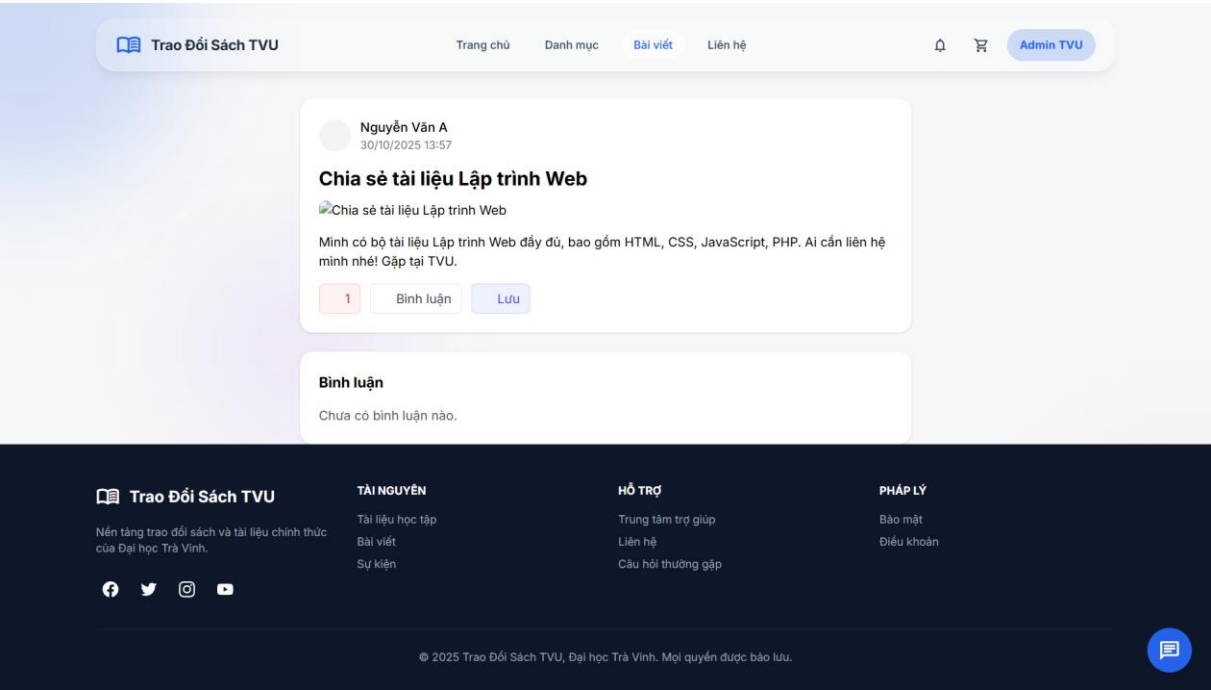 Trao Đổi Sách TVU
Trang chủ
Danh mục
Bài viết
Liên hệ
Admin TVU
Nguyễn Văn A
30/10/2025 13:57
Chia sẻ tài liệu Lập trình Web
Chia sẻ tài liệu Lập trình Web
Mình có bộ tài liệu Lập trình Web đầy đủ, bao gồm HTML, CSS, JavaScript, PHP. Ai cần liên hệ
mình nhé! Gặp tại TVU.
1
Bình luận
Lưu
Bình luận
Chưa có bình luận nào.
Trao Đổi Sách TVU
Nền tảng trao đổi sách và tài liệu chính thức
của Đại học Trà Vinh.
TÀI NGUYÊN
Tài liệu học tập
Bài viết
Sự kiện
HỖ TRỢ
Trung tâm trợ giúp
Liên hệ
Câu hỏi thường gặp
PHÁP LÝ
Bảo mật
Điều khoản
© 2025 Trao Đổi Sách TVU, Đại học Trà Vinh. Mọi quyền được bảo lưu.